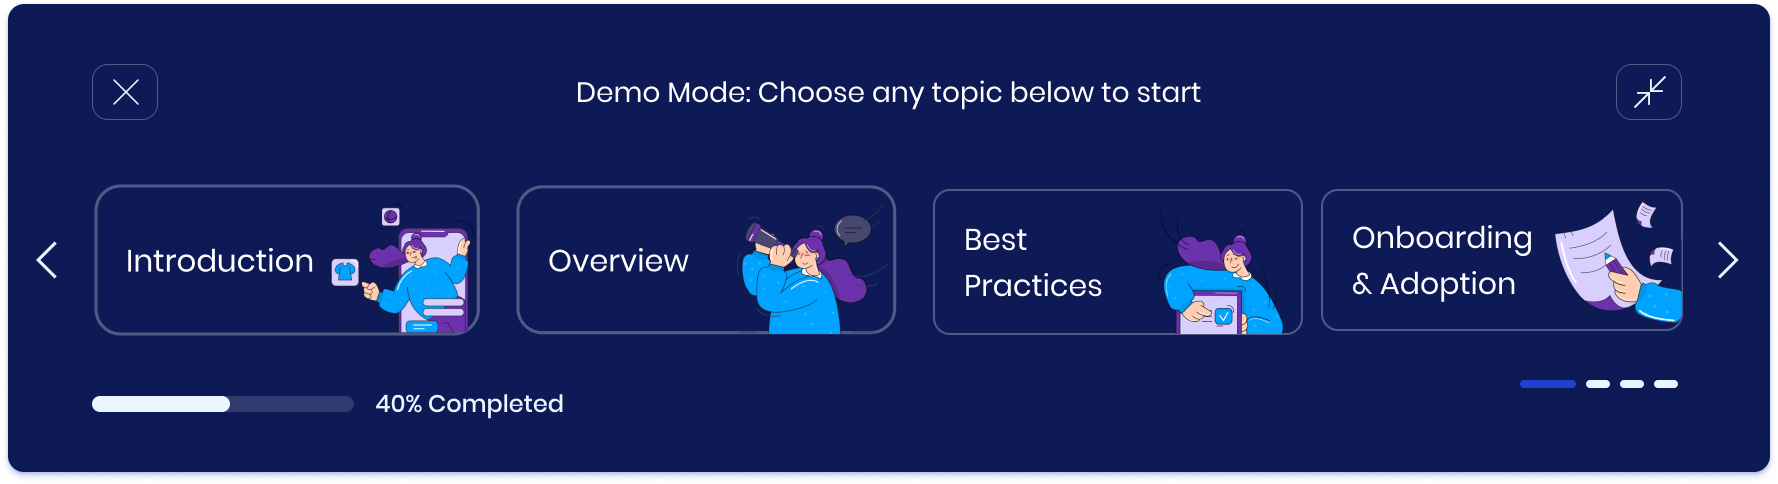 Demo Mode: Choose any topic below to start
Introduction
Overview
Best
Practices
Onboarding
& Adoption
40% Completed